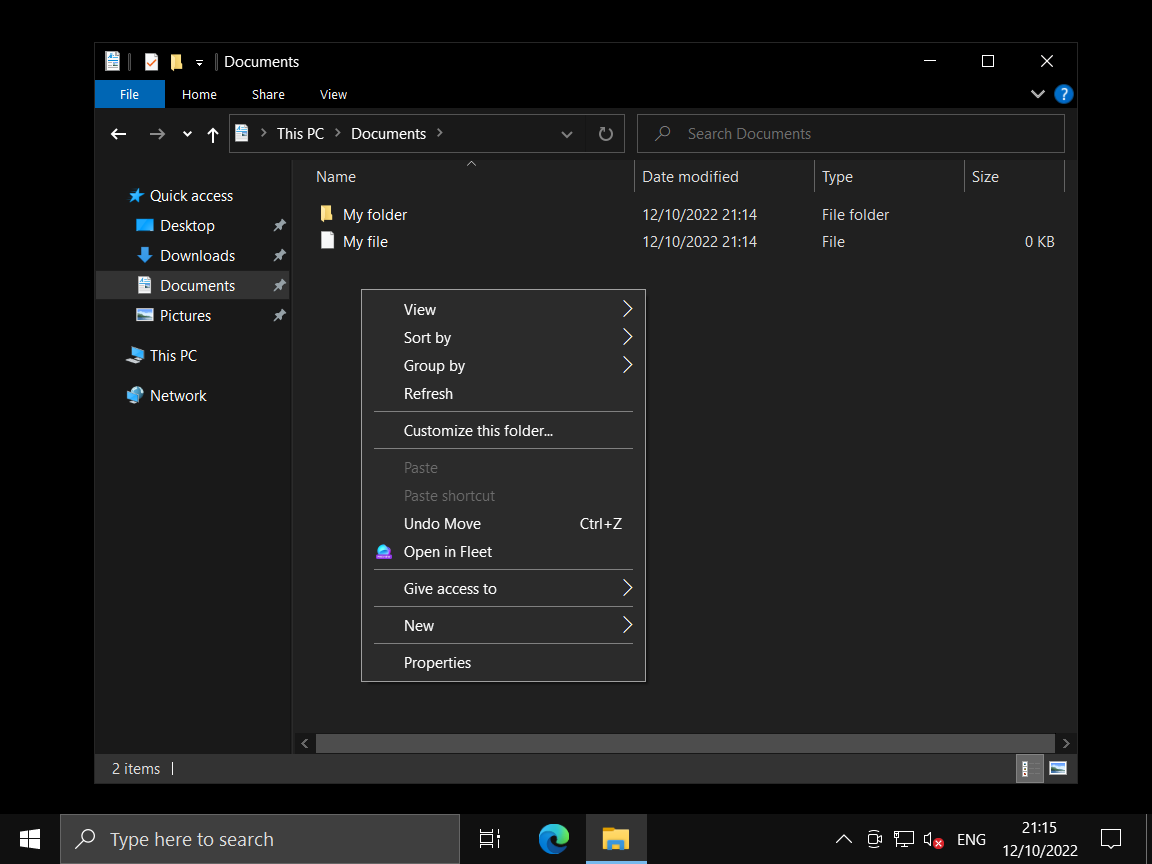 Documents
File Home Share View
?
This PC Documents
Search Documents
Name Date modified Type Size
Quick access
Desktop
Downloads
Documents
Pictures
This PC
Network
My folder 12/10/2022 21:14 File folder
My file 12/10/2022 21:14 File 0 KB
View
Sort by
Group by
Refresh
Customize this folder...
Paste
Paste shortcut
Undo Move Ctrl+Z
Open in Fleet
Give access to
New
Properties
2 items
Type here to search
ENG
21:15
12/10/2022